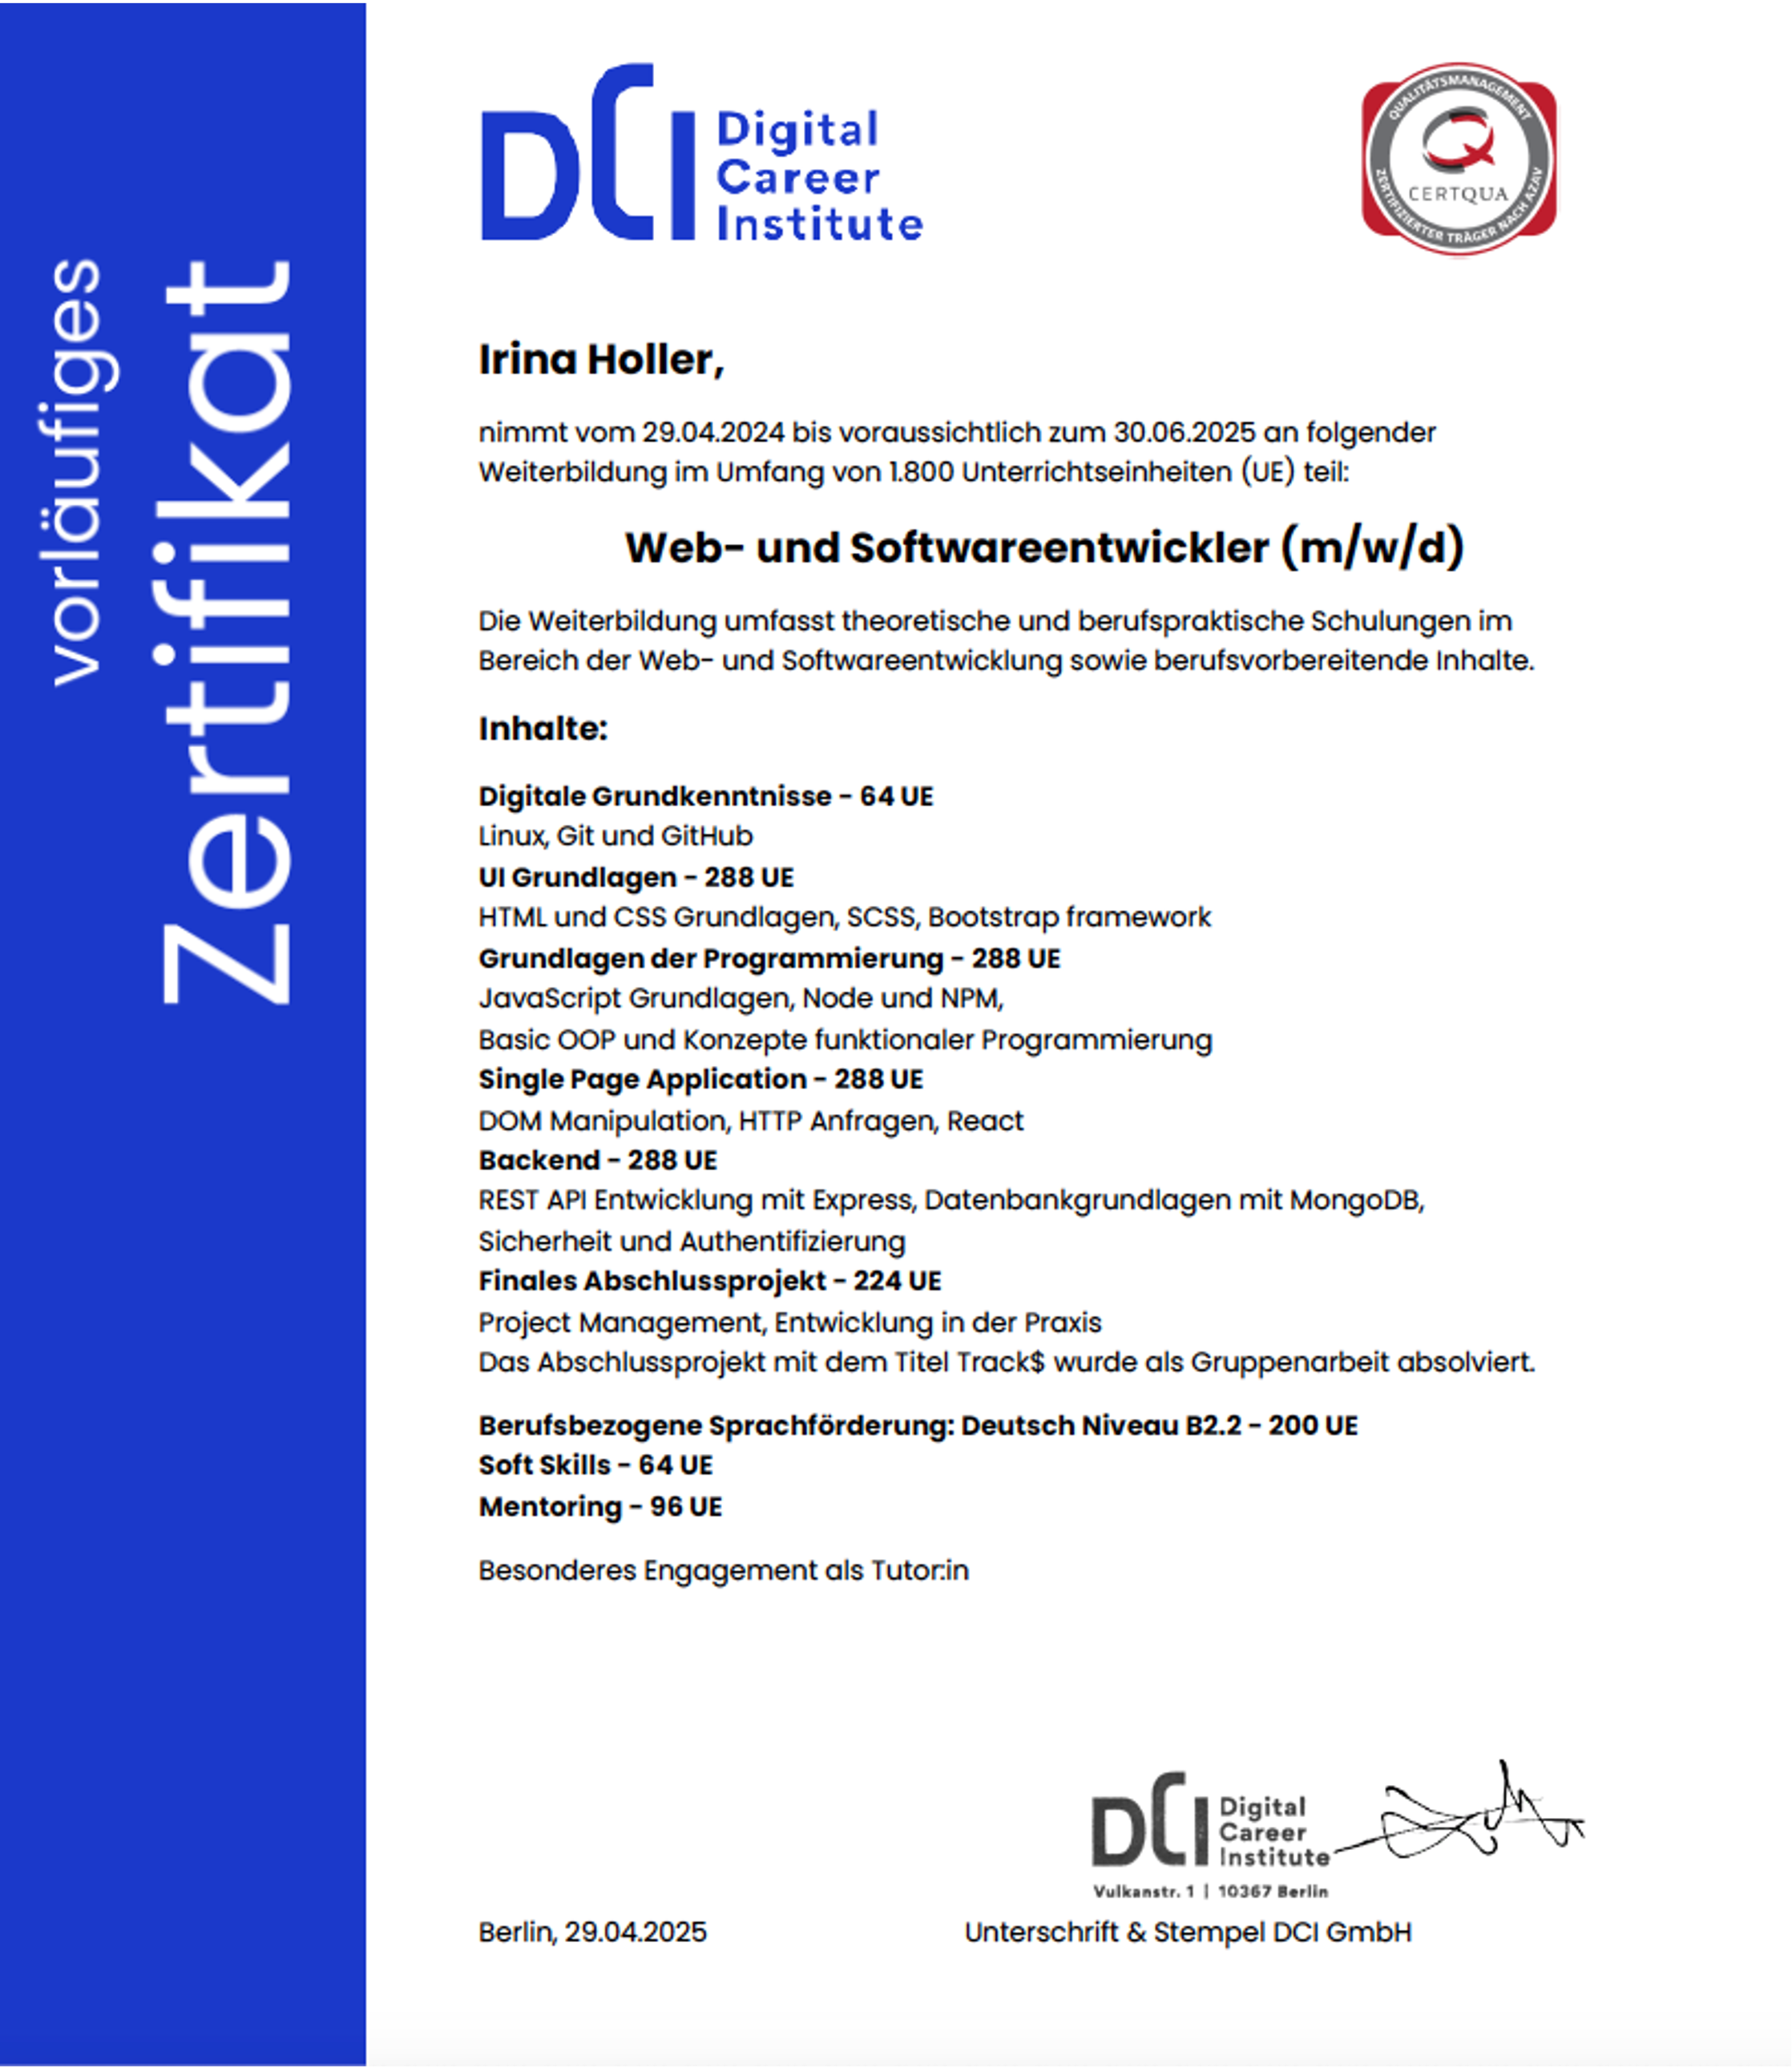 vorläufiges
Zertifikat
DCI Digital
Career
Institute
QUALITÄTSMANAGEMENT
CERTQUA
ZERTIFIZIERTER TRÄGER NACH AZAV
Irina Holler,
nimmt vom 29.04.2024 bis voraussichtlich zum 30.06.2025 an folgender
Weiterbildung im Umfang von 1.800 Unterrichtseinheiten (UE) teil:
Web- und Softwareentwickler (m/w/d)
Die Weiterbildung umfasst theoretische und berufspraktische Schulungen im
Bereich der Web- und Softwareentwicklung sowie berufsvorbereitende Inhalte.
Inhalte:
Digitale Grundkenntnisse - 64 UE
Linux, Git und GitHub
UI Grundlagen - 288 UE
HTML und CSS Grundlagen, SCSS, Bootstrap framework
Grundlagen der Programmierung - 288 UE
JavaScript Grundlagen, Node und NPM,
Basic OOP und Konzepte funktionaler Programmierung
Single Page Application - 288 UE
DOM Manipulation, HTTP Anfragen, React
Backend - 288 UE
REST API Entwicklung mit Express, Datenbankgrundlagen mit MongoDB,
Sicherheit und Authentifizierung
Finales Abschlussprojekt - 224 UE
Project Management, Entwicklung in der Praxis
Das Abschlussprojekt mit dem Titel Track$ wurde als Gruppenarbeit absolviert.
Berufsbezogene Sprachförderung: Deutsch Niveau B2.2 - 200 UE
Soft Skills - 64 UE
Mentoring - 96 UE
Besonderes Engagement als Tutor:in
DCI Digital
Career
Institute
Vulkanstr. 1 | 10367 Berlin
Berlin, 29.04.2025
Unterschrift & Stempel DCI GmbH